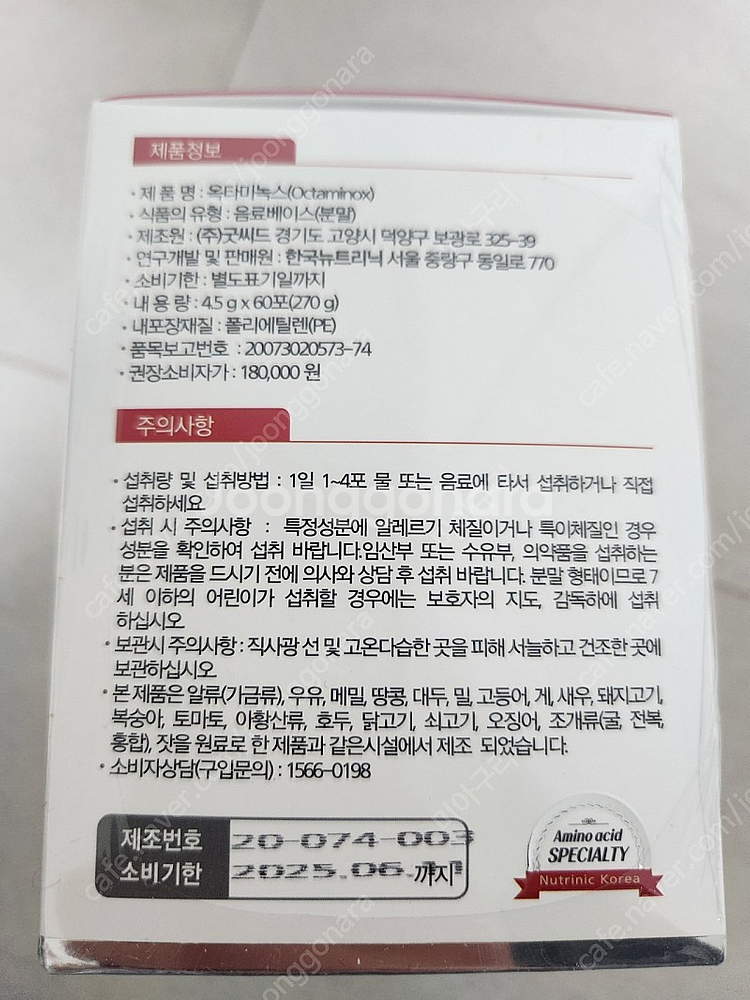 제품정보
· 제 품 명 : 옥타미녹스(Octaminox)
· 식품의 유형 : 음료베이스(분말)
· 제조원 : (주)굿씨드 경기도 고양시 덕양구 보광로 325-39
· 연구개발 및 판매원 : 한국뉴트리닉 서울 중랑구 동일로 770
· 소비기한 : 별도표기일까지
· 내 용 량 : 4.5 g x 60포(270 g)
· 내포장재질 : 폴리에틸렌(PE)
· 품목보고번호 : 20073020573-74
· 권장소비자가 : 180,000 원
주의사항
· 섭취량 및 섭취방법 : 1일 1~4포 물 또는 음료에 타서 섭취하거나 직접
섭취하세요
· 섭취 시 주의사항 : 특정성분에 알레르기 체질이거나 특이체질인 경우
성분을 확인하여 섭취 바랍니다.임산부 또는 수유부, 의약품을 섭취하는
분은 제품을 드시기 전에 의사와 상담 후 섭취 바랍니다. 분말 형태이므로 7
세 이하의 어린이가 섭취할 경우에는 보호자의 지도, 감독하에 섭취
하십시오
· 보관시 주의사항 : 직사광 선 및 고온다습한 곳을 피해 서늘하고 건조한 곳에
보관하십시오
· 본 제품은 알류(가금류), 우유, 메밀, 땅콩, 대두, 밀, 고등어, 게, 새우, 돼지고기,
복숭아, 토마토, 아황산류, 호두, 닭고기, 쇠고기, 오징어, 조개류(굴, 전복,
홍합), 잣을 원료로 한 제품과 같은시설에서 제조 되었습니다.
· 소비자상담(구입문의) : 1566-0198
제조번호 20-074-003
소비기한 2025.06.11까지
Amino acid
SPECIALTY
Nutrinic Korea
joonggonara
cafe.naver.com/joonggonara